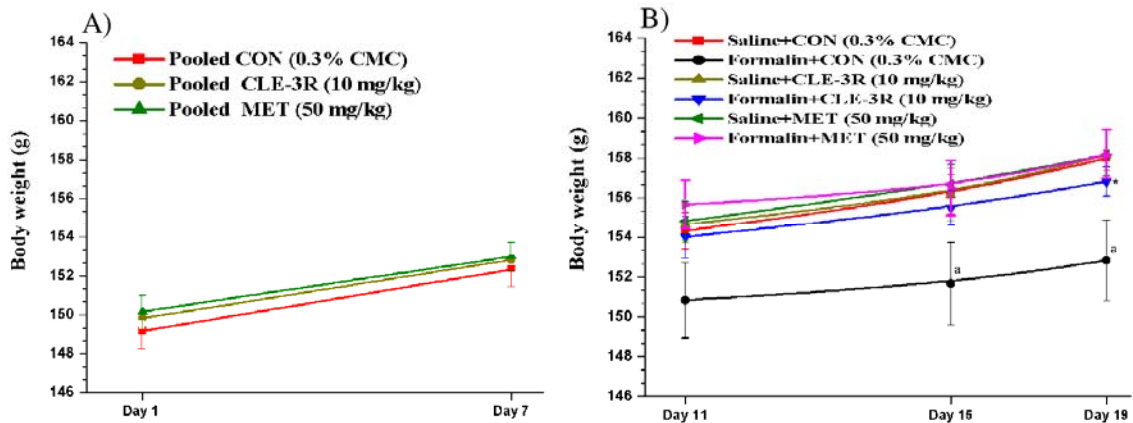 A)
Pooled CON (0.3% CMC)
Pooled CLE-3R (10 mg/kg)
Pooled MET (50 mg/kg)
Body weight (g)
164
162
160
158
156
154
152
150
148
146
Day 1
Day 7
B)
Saline+CON (0.3% CMC)
Formalin+CON (0.3% CMC)
Saline+CLE-3R (10 mg/kg)
Formalin+CLE-3R (10 mg/kg)
Saline+MET (50 mg/kg)
Formalin+MET (50 mg/kg)
Body weight (g)
164
162
160
158
156
154
152
150
148
146
*
a
a
Day 11
Day 15
Day 19